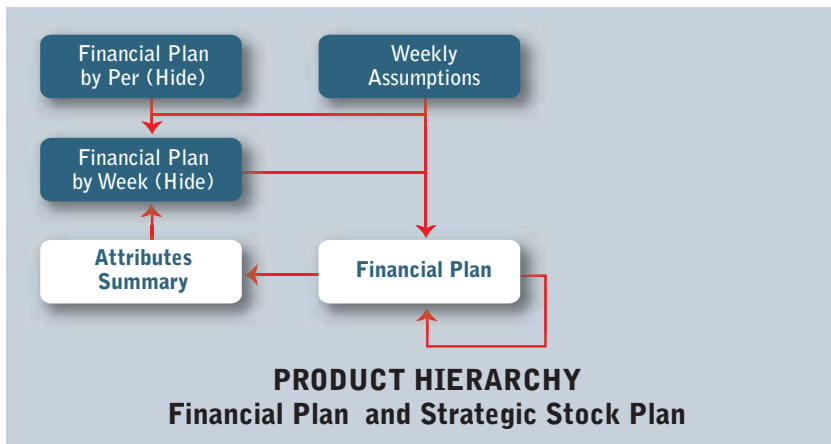 Financial Plan
by Per (Hide)
Weekly
Assumptions
Financial Plan
by Week (Hide)
Attributes
Summary
Financial Plan
PRODUCT HIERARCHY
Financial Plan and Strategic Stock Plan